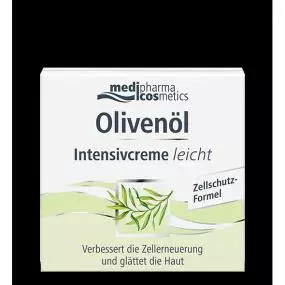 medipharma
cosmetics
Olivenöl
Intensivcreme leicht
Zellschutz-
Formel
Verbessert die Zellerneuerung
und glättet die Haut